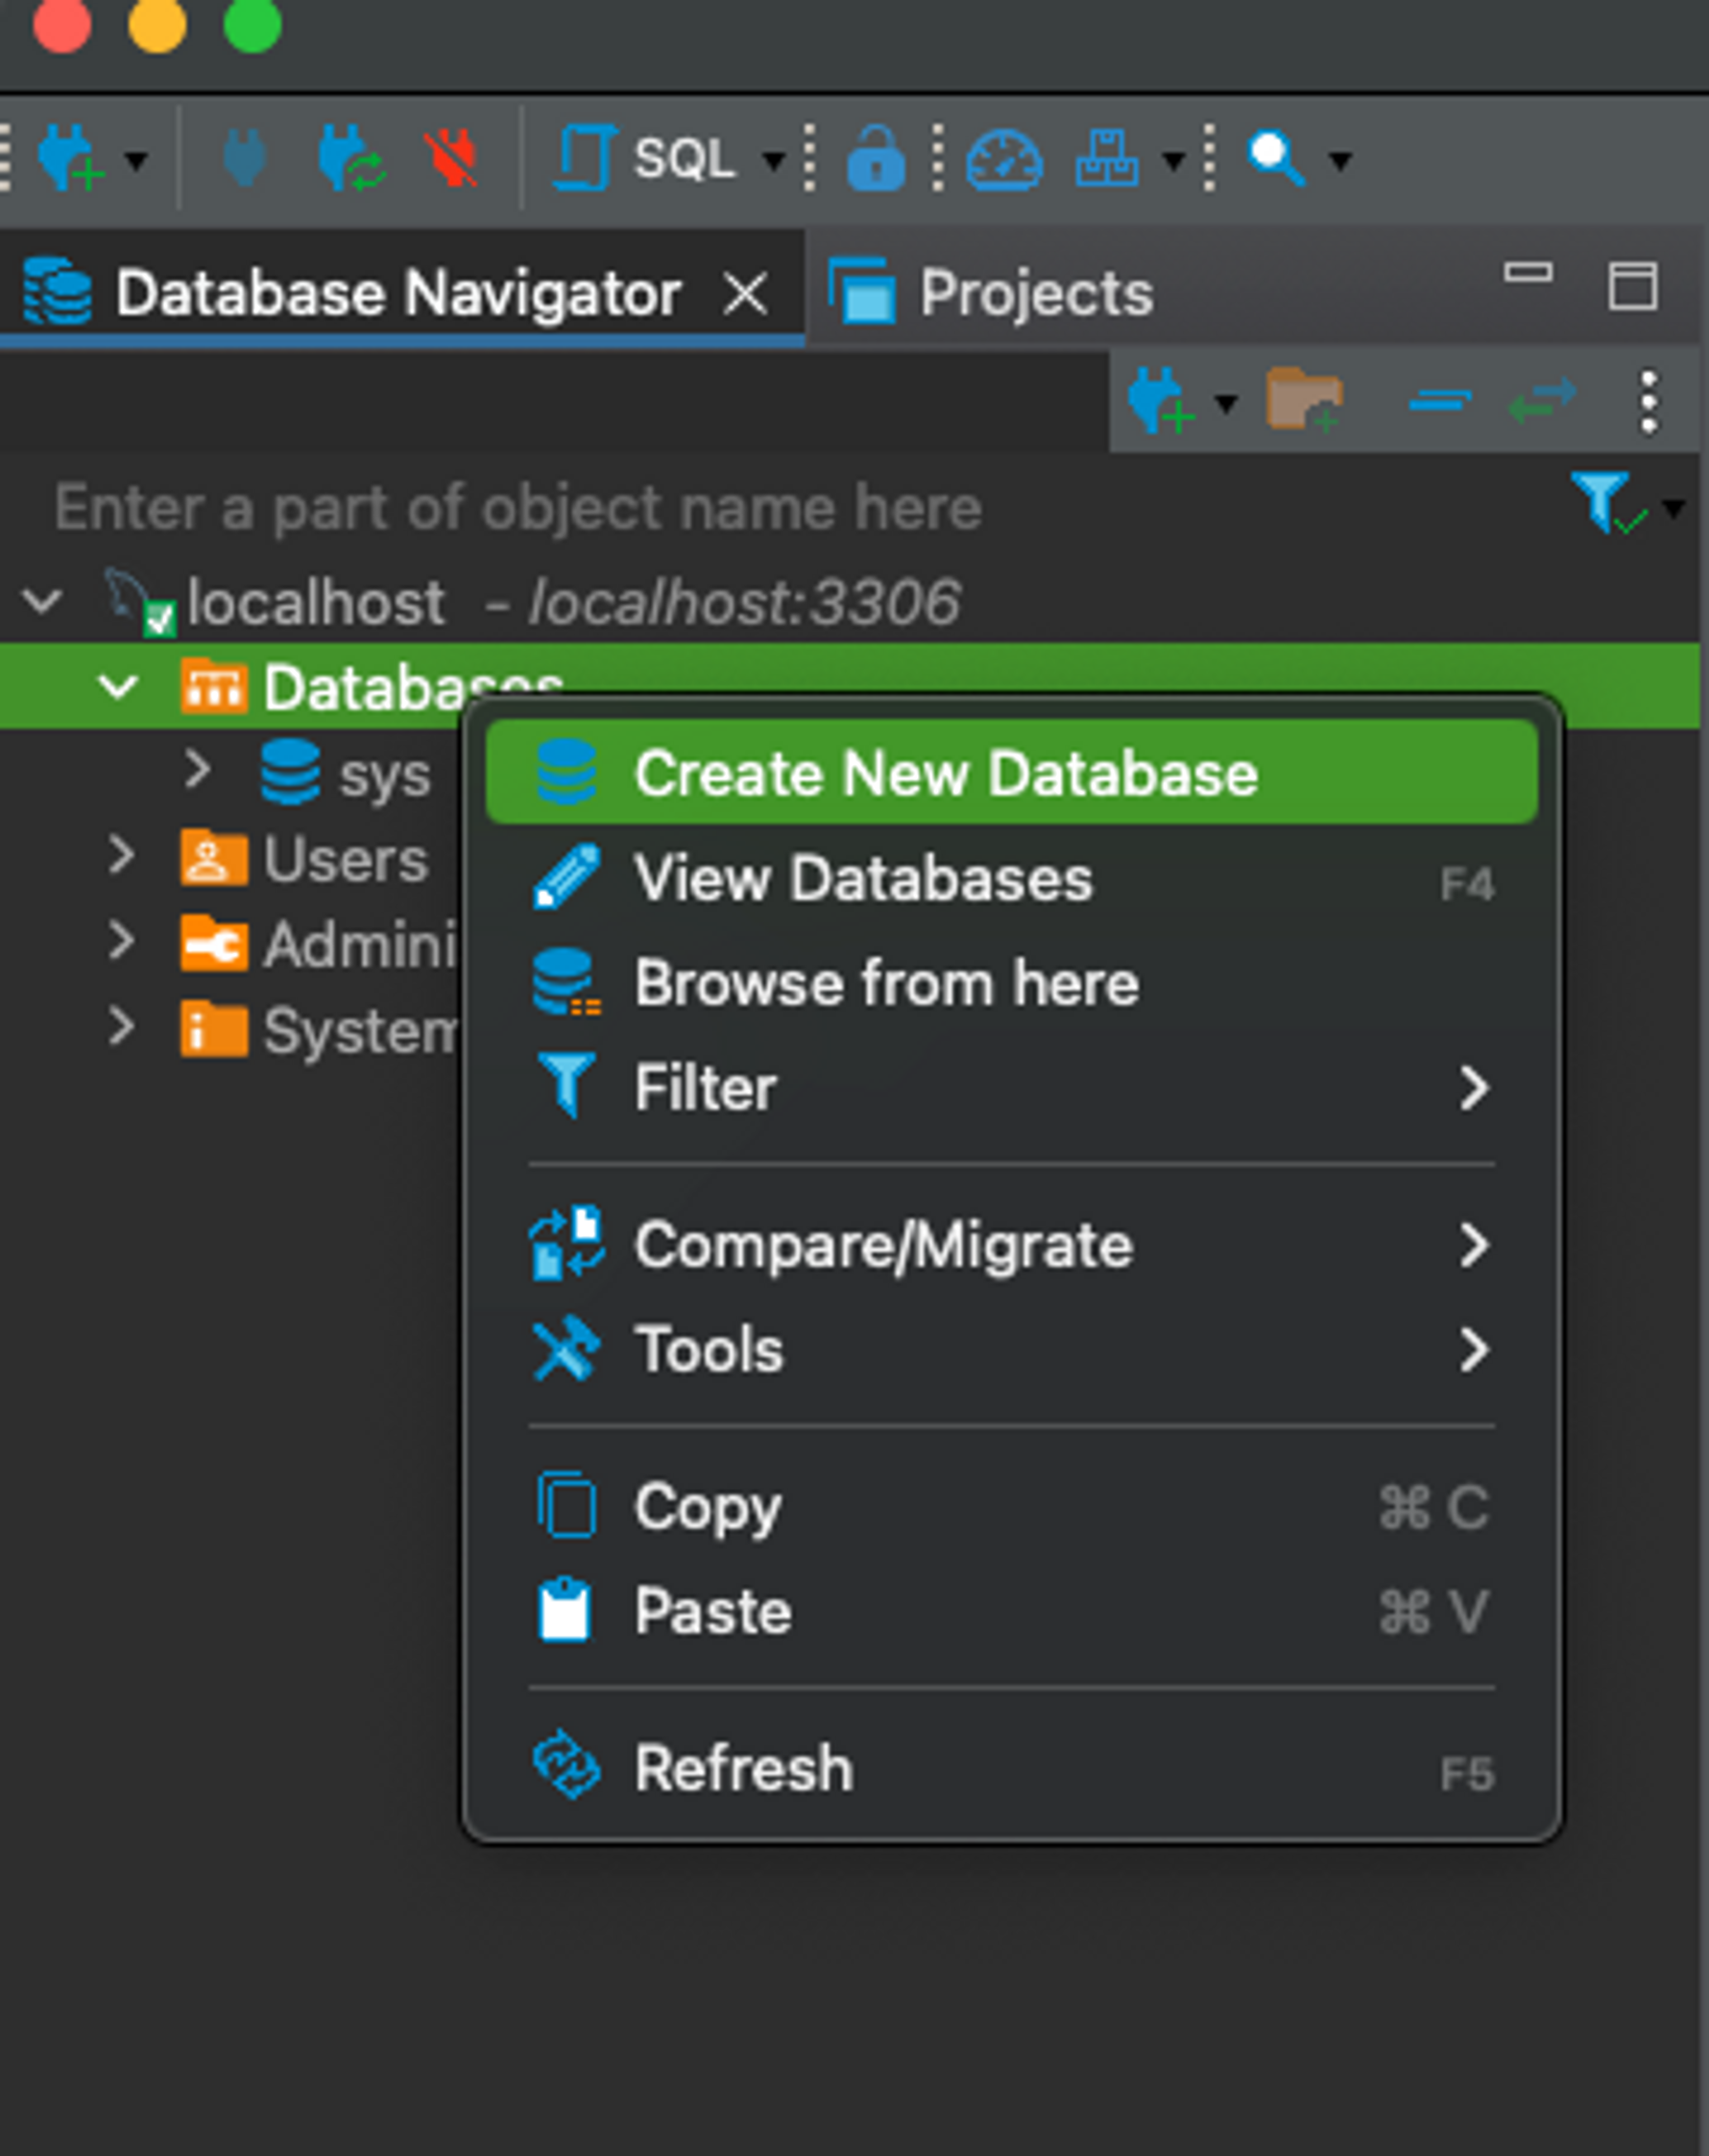 SQL
Database Navigator
Projects
Enter a part of object name here
localhost - localhost:3306
Databases
sys
Users
Admini
System
Create New Database
View Databases F4
Browse from here
Filter
Compare/Migrate
Tools
Copy ⌘ C
Paste ⌘ V
Refresh F5